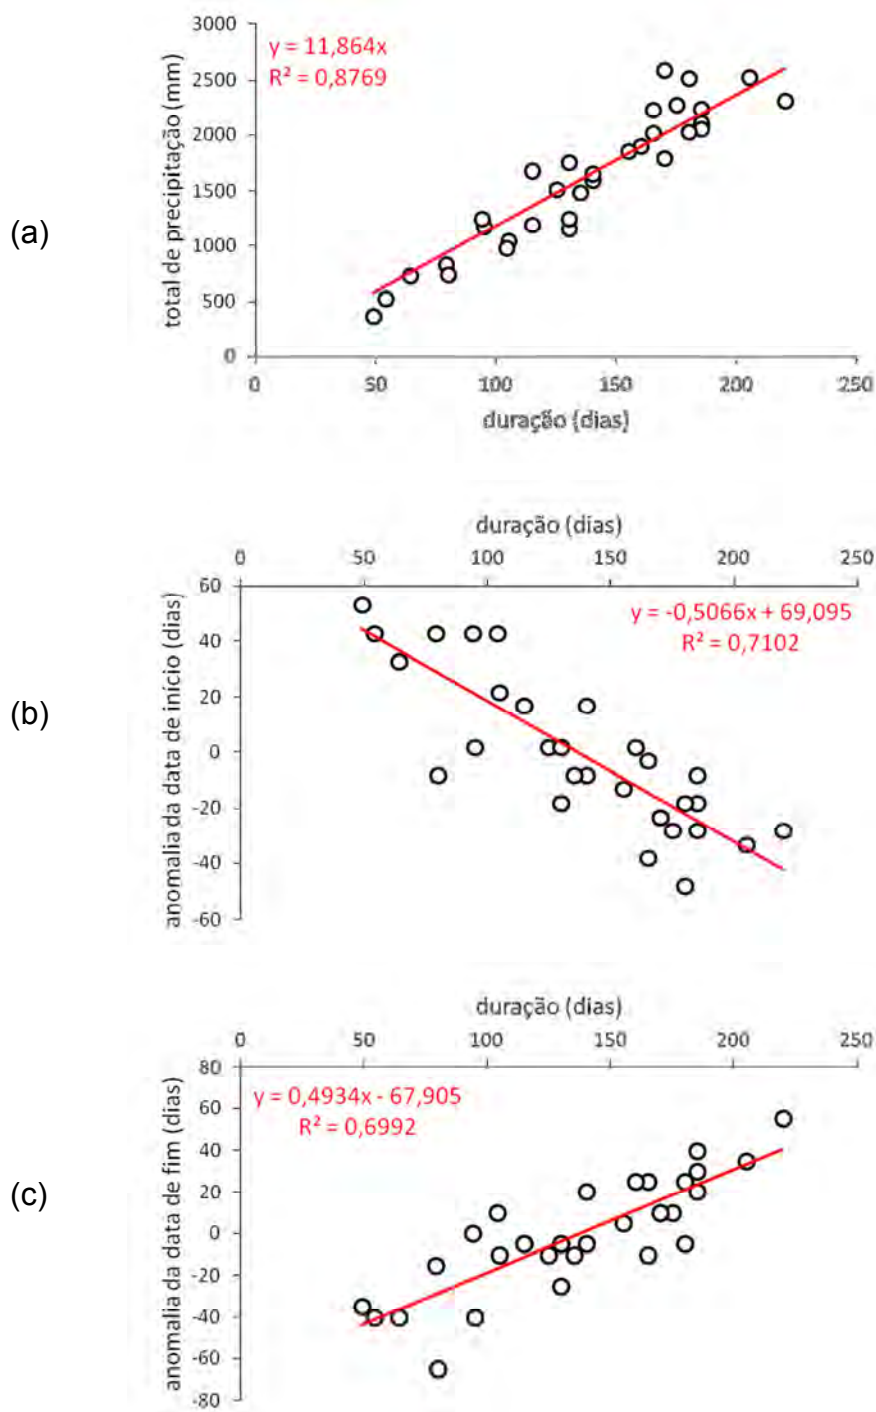 (a)
total de precipitação (mm)
3000
2500
2000
1500
1000
500
0
y = 11,864x
R² = 0,8769
0 50 100 150 200 250
duração (dias)
(b)
duração (dias)
0 50 100 150 200 250
anomalia da data de início (dias)
60
40
20
0
-20
-40
-60
y = -0,5066x + 69,095
R² = 0,7102
(c)
duração (dias)
0 50 100 150 200 250
anomalia da data de fim (dias)
80
60
40
20
0
-20
-40
-60
-80
y = 0,4934x - 67,905
R² = 0,6992